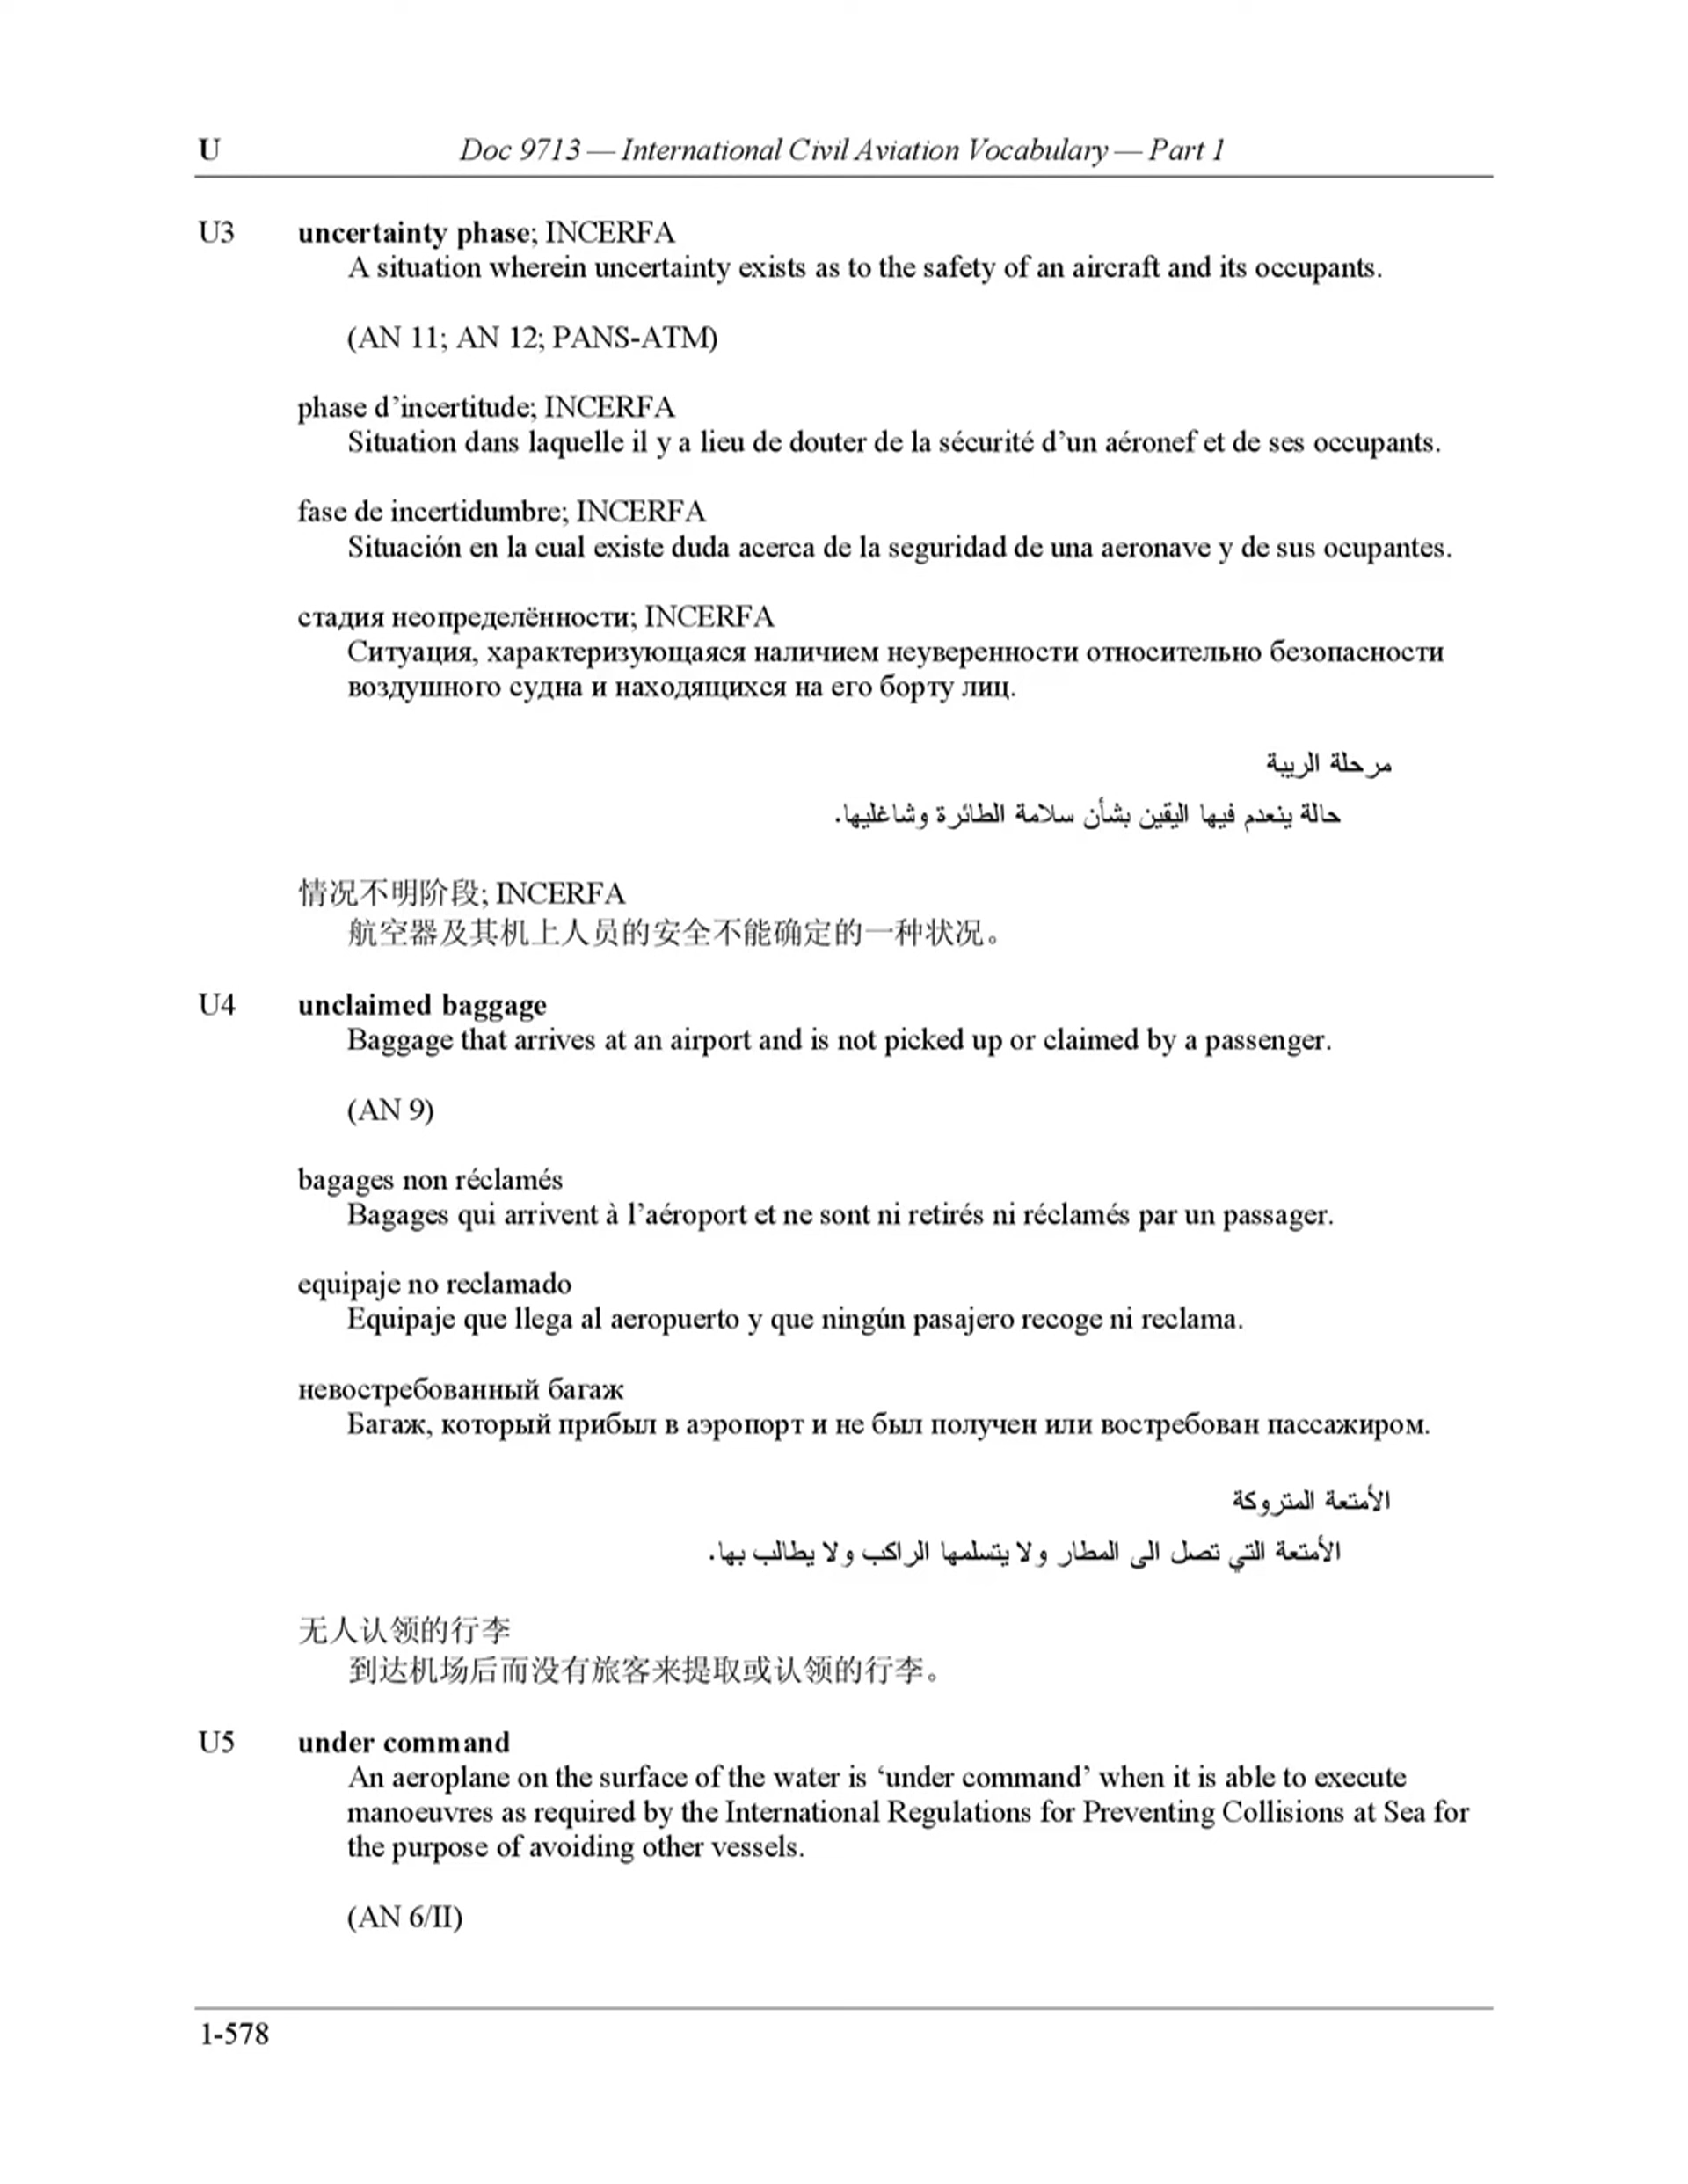 U Doc 9713 — International Civil Aviation Vocabulary — Part 1
U3 uncertainty phase; INCERFA
A situation wherein uncertainty exists as to the safety of an aircraft and its occupants.
(AN 11; AN 12; PANS-ATM)
phase d’incertitude; INCERFA
Situation dans laquelle il y a lieu de douter de la sécurité d’un aéronef et de ses occupants.
fase de incertidumbre; INCERFA
Situación en la cual existe duda acerca de la seguridad de una aeronave y de sus ocupantes.
стадия неопределённости; INCERFA
Ситуация, характеризующаяся наличием неуверенности относительно безопасности
воздушного судна и находящихся на его борту лиц.
مرحلة الريبة
حالة ينعدم فيها اليقين بشأن سلامة الطائرة وشاغليها.
情况不明阶段; INCERFA
航空器及其机上人员的安全不能确定的一种状况。
U4 unclaimed baggage
Baggage that arrives at an airport and is not picked up or claimed by a passenger.
(AN 9)
bagages non réclamés
Bagages qui arrivent à l’aéroport et ne sont ni retirés ni réclamés par un passager.
equipaje no reclamado
Equipaje que llega al aeropuerto y que ningún pasajero recoge ni reclama.
невостребованный багаж
Багаж, который прибыл в аэропорт и не был получен или востребован пассажиром.
الأمتعة المتروكة
الأمتعة التي تصل الى المطار ولا يتسلمها الراكب ولا يطالب بها.
无人认领的行李
到达机场后而没有旅客来提取或认领的行李。
U5 under command
An aeroplane on the surface of the water is ‘under command’ when it is able to execute
manoeuvres as required by the International Regulations for Preventing Collisions at Sea for
the purpose of avoiding other vessels.
(AN 6/II)
1-578